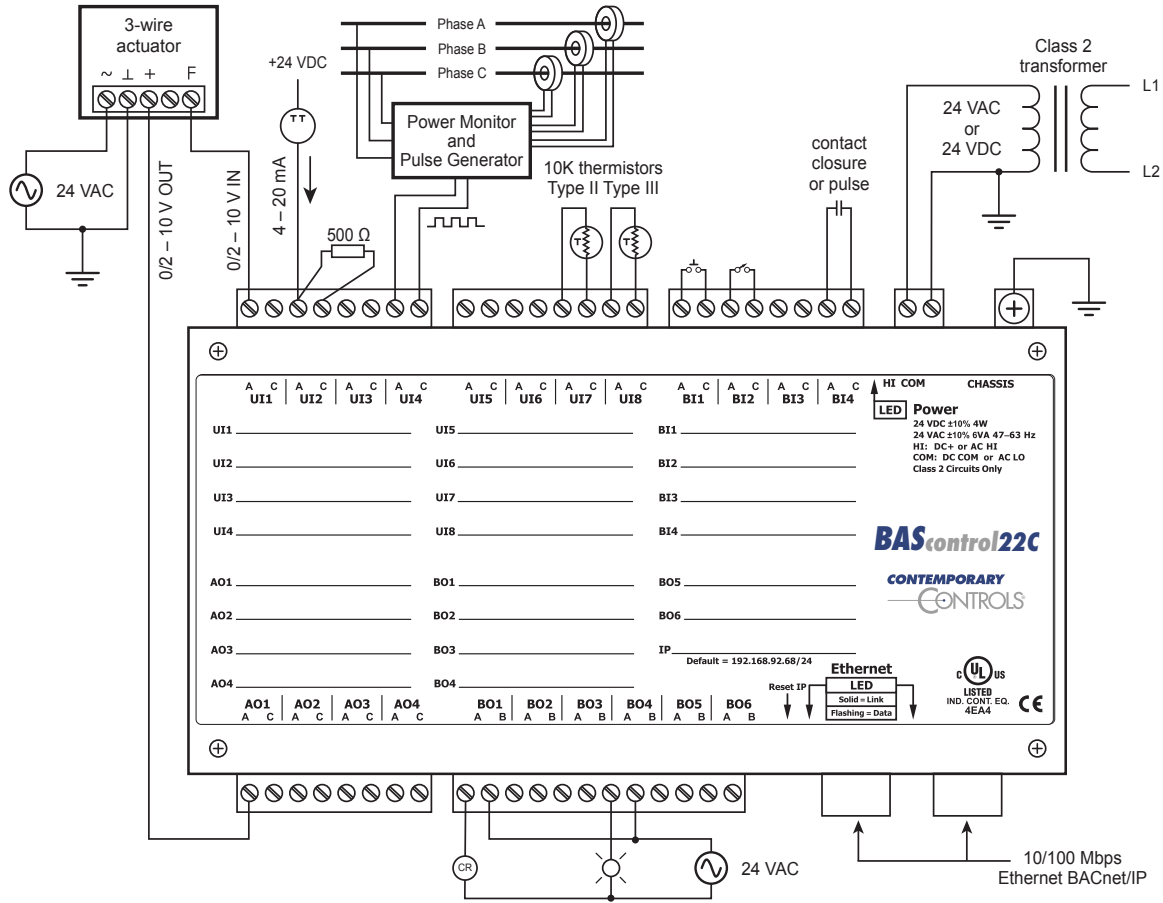 3-wire
actuator
~ ⊥ + F
24 VAC
0/2 – 10 V OUT
0/2 – 10 V IN
+24 VDC
TT
4 – 20 mA
500 Ω
Phase A
Phase B
Phase C
Power Monitor
and
Pulse Generator
10K thermistors
Type II Type III
T
T
contact
closure
or pulse
Class 2
transformer
24 VAC
or
24 VDC
L1
L2
A C A C A C A C
UI1 UI2 UI3 UI4
A C A C A C A C
UI5 UI6 UI7 UI8
A C A C A C A C
BI1 BI2 BI3 BI4
HI COM CHASSIS
LED Power
24 VDC ±10% 4W
24 VAC ±10% 6VA 47–63 Hz
HI: DC+ or AC HI
COM: DC COM or AC LO
Class 2 Circuits Only
UI1 UI5 BI1
UI2 UI6 BI2
UI3 UI7 BI3
UI4 UI8 BI4
BAScontrol22C
CONTEMPORARY
CONTROLS®
AO1 BO1 BO5
AO2 BO2 BO6
AO3 BO3 IP
Default = 192.168.92.68/24
AO4 BO4
Reset IP
Ethernet
LED
Solid = Link
Flashing = Data
C UL US
LISTED
IND. CONT. EQ.
4EA4
CE
AO1 AO2 AO3 AO4
A C A C A C A C
BO1 BO2 BO3 BO4 BO5 BO6
A B A B A B A B A B A B
CR
24 VAC
10/100 Mbps
Ethernet BACnet/IP